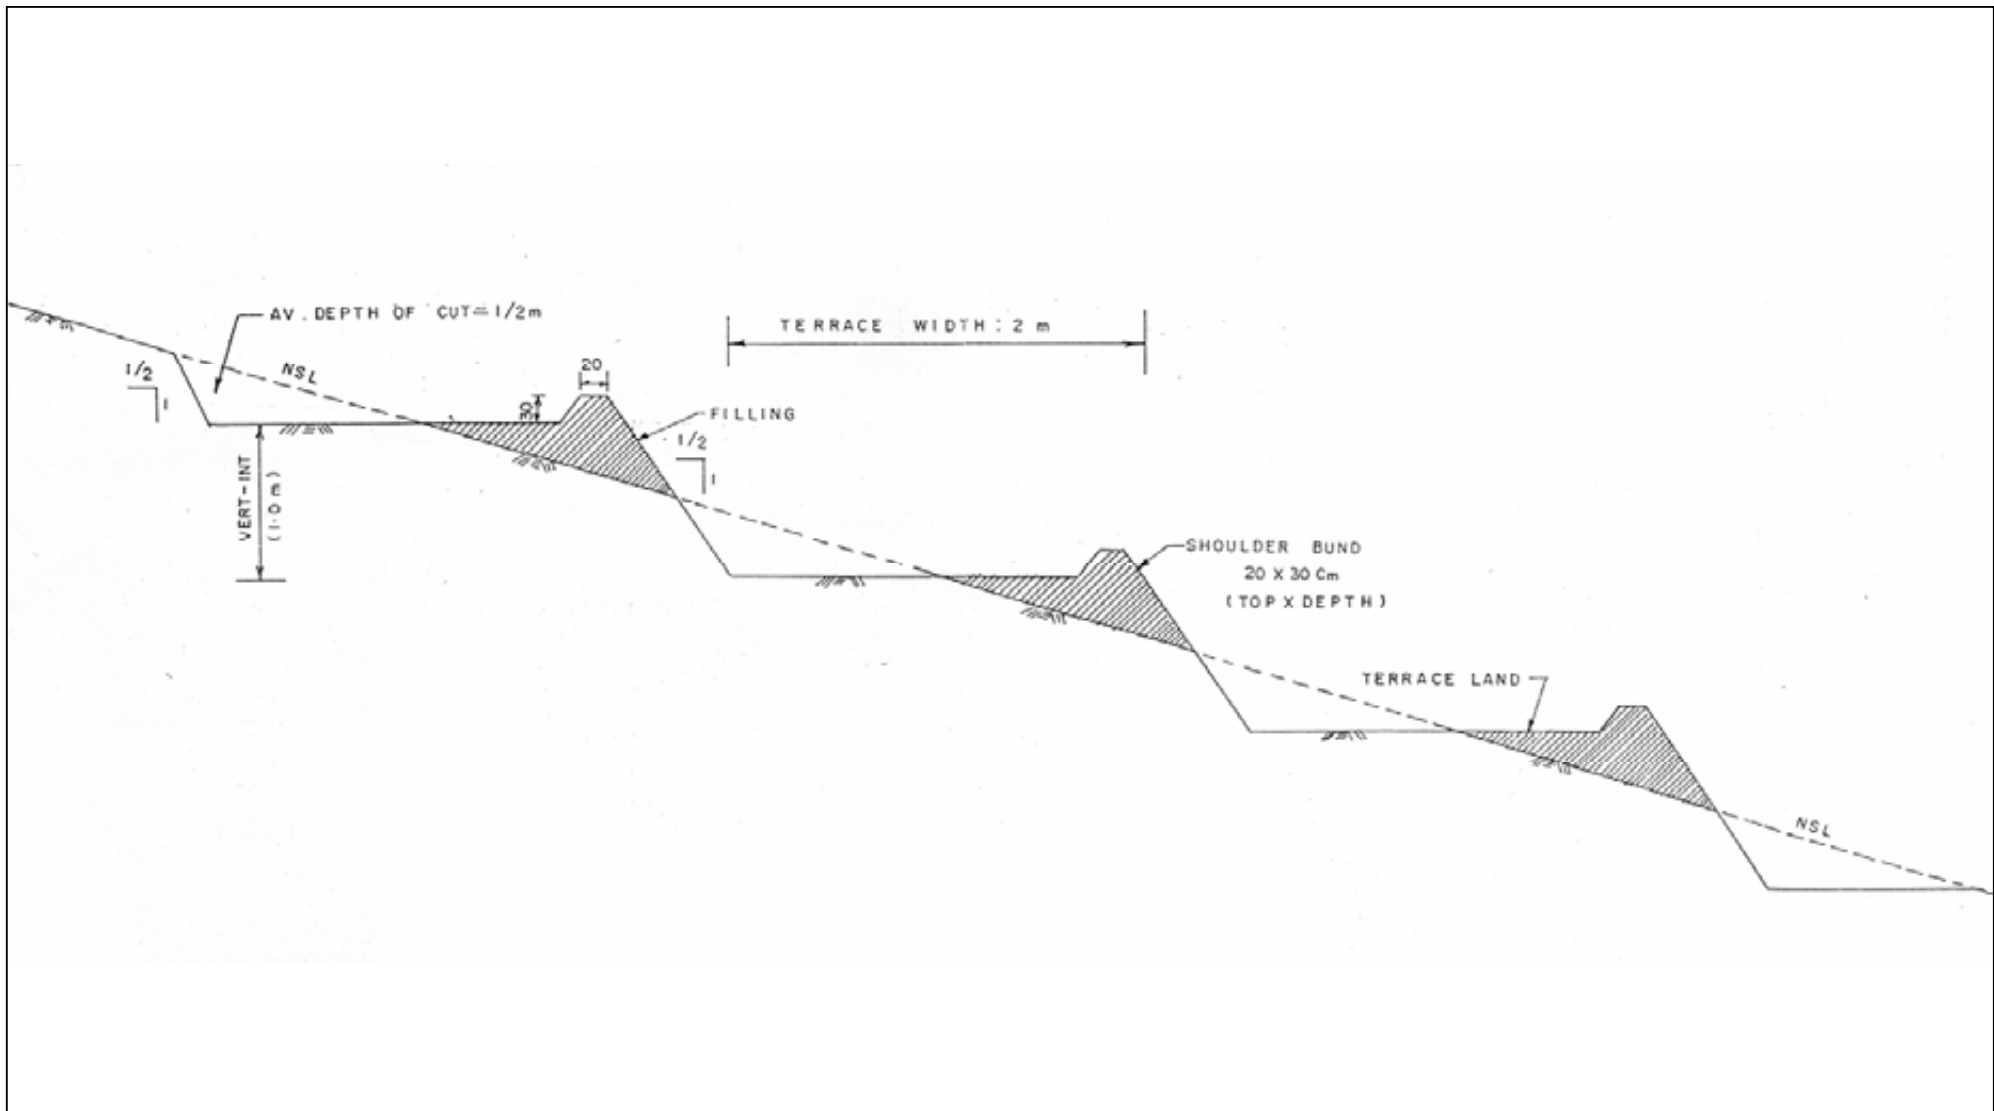 AV. DEPTH OF CUT = 1/2 m
TERRACE WIDTH : 2 m
1/2
1
NSL
20
30
FILLING
1/2
1
VERT-INT
(1.0 m)
SHOULDER BUND
20 X 30 Cm
(TOP X DEPTH)
TERRACE LAND
NSL